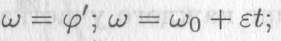 ω = φ′; ω = ω₀ + εt;